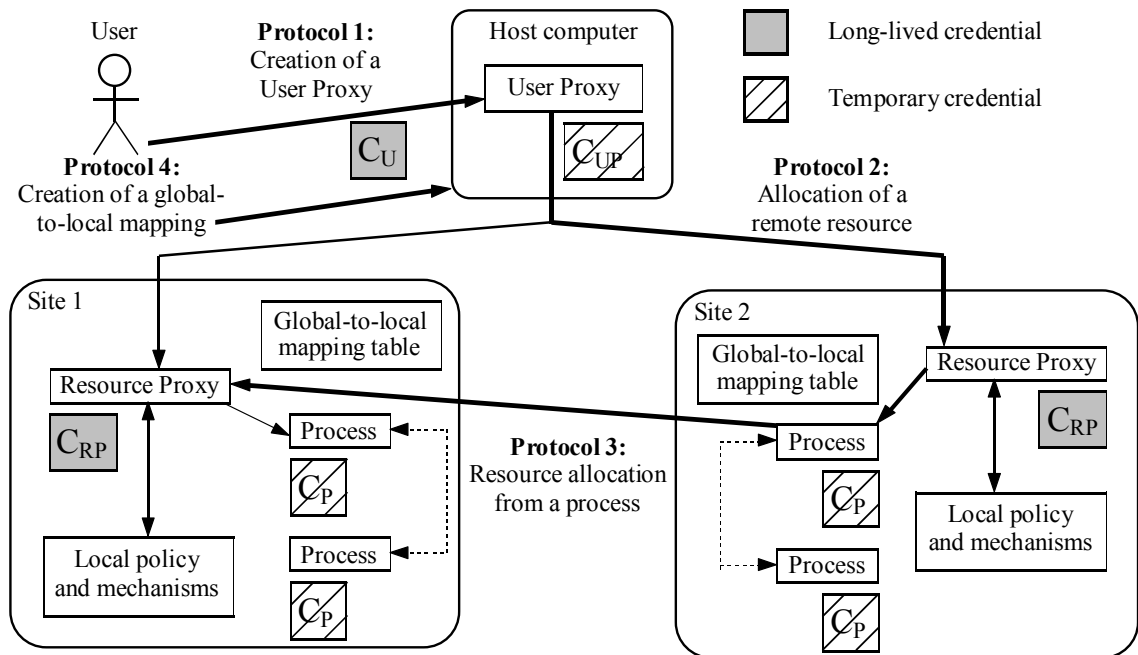 User
Protocol 1:
Creation of a
User Proxy
Host computer
User Proxy
Long-lived credential
Temporary credential
C_U
C_UP
Protocol 4:
Creation of a global-
to-local mapping
Protocol 2:
Allocation of a
remote resource
Site 1
Global-to-local
mapping table
Resource Proxy
C_RP
Process
C_P
Process
C_P
Local policy
and mechanisms
Protocol 3:
Resource allocation
from a process
Site 2
Global-to-local
mapping table
Resource Proxy
C_RP
Process
C_P
Process
C_P
Local policy
and mechanisms